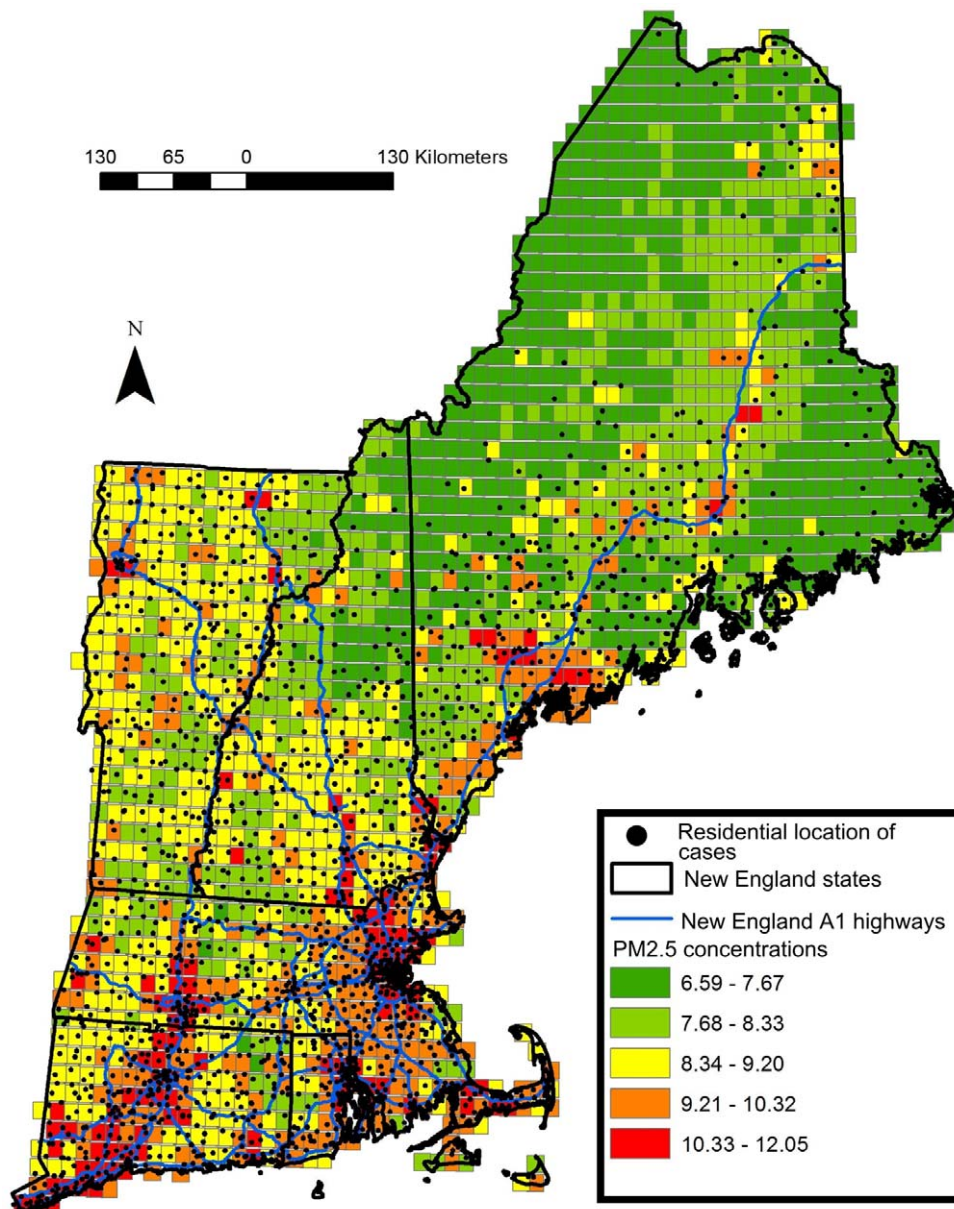 130 65 0 130 Kilometers
N
Residential location of
cases
New England states
New England A1 highways
PM2.5 concentrations
6.59 - 7.67
7.68 - 8.33
8.34 - 9.20
9.21 - 10.32
10.33 - 12.05